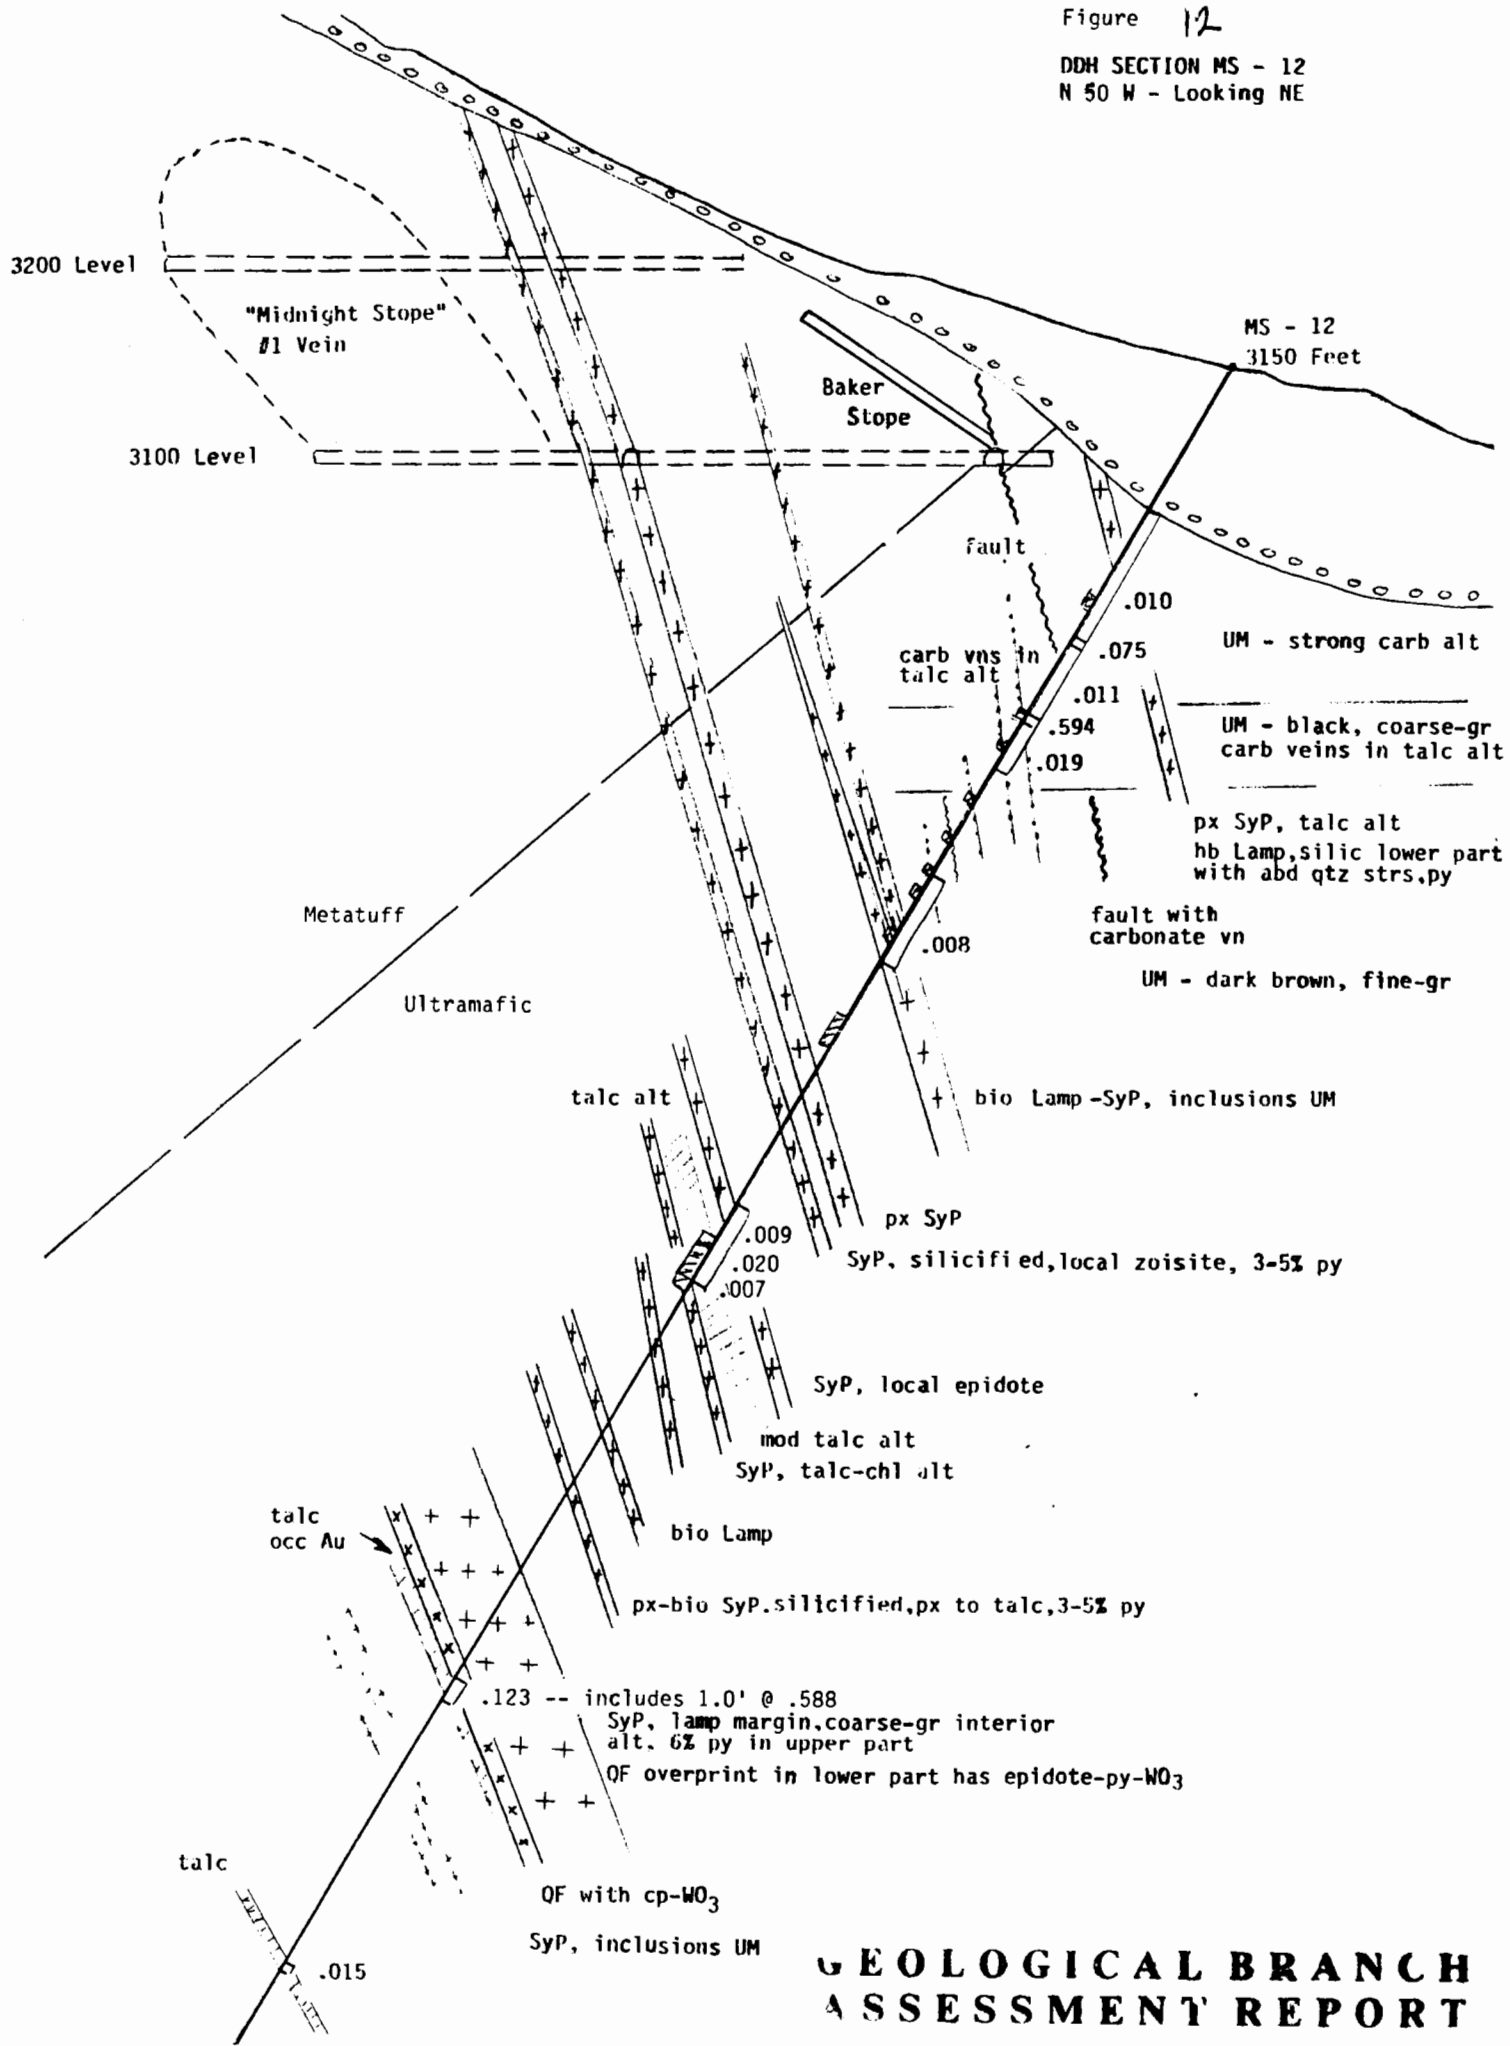 Figure 12
DDH SECTION MS - 12
N 50 W - Looking NE
3200 Level
"Midnight Stope"
#1 Vein
MS - 12
3150 Feet
Baker
Stope
3100 Level
fault
.010
carb vns in
talc alt
.075
UM - strong carb alt
.011
.594
UM - black, coarse-gr
carb veins in talc alt
.019
px SyP, talc alt
hb Lamp,silic lower part
with abd qtz strs.py
Metatuff
fault with
carbonate vn
.008
UM - dark brown, fine-gr
Ultramafic
talc alt
bio Lamp-SyP, inclusions UM
px SyP
.009
.020
.007
SyP, silicified,local zoisite, 3-5% py
SyP, local epidote
mod talc alt
SyP, talc-chl alt
talc
occ Au
bio Lamp
px-bio SyP.silicified,px to talc,3-5% py
.123 -- includes 1.0' @ .588
SyP, lamp margin,coarse-gr interior
alt. 6% py in upper part
QF overprint in lower part has epidote-py-WO3
talc
QF with cp-WO3
SyP, inclusions UM
.015
GEOLOGICAL BRANCH
ASSESSMENT REPORT